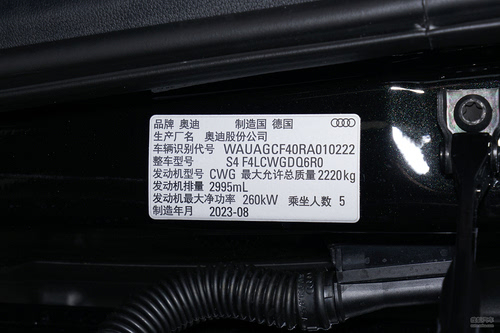 品牌 奥迪 制造国 德国
生产厂名 奥迪股份公司
车辆识别代号 WAUAGCF40RA010222
整车型号 S4 F4LCWGDQ6R0
发动机型号 CWG 最大允许总质量 2220kg
发动机排量 2995mL
发动机最大净功率 260kW 乘坐人数 5
制造年月 2023-08